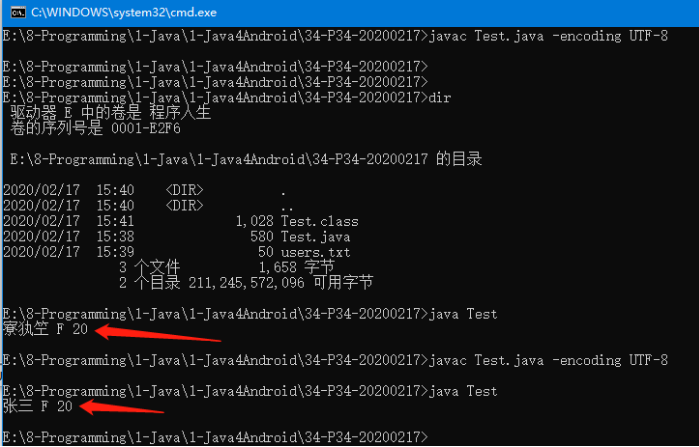 C:\WINDOWS\system32\cmd.exe
E:\8-Programming\1-Java\1-Java4Android\34-P34-20200217>javac Test.java -encoding UTF-8
E:\8-Programming\1-Java\1-Java4Android\34-P34-20200217>
E:\8-Programming\1-Java\1-Java4Android\34-P34-20200217>
E:\8-Programming\1-Java\1-Java4Android\34-P34-20200217>dir
驱动器 E 中的卷是 程序人生
卷的序列号是 0001-E2F6
E:\8-Programming\1-Java\1-Java4Android\34-P34-20200217 的目录
2020/02/17 15:40 <DIR> .
2020/02/17 15:40 <DIR> ..
2020/02/17 15:41 1,028 Test.class
2020/02/17 15:38 580 Test.java
2020/02/17 15:39 50 users.txt
3 个文件 1,658 字节
2 个目录 211,245,572,096 可用字节
E:\8-Programming\1-Java\1-Java4Android\34-P34-20200217>java Test
寮犱笁 F 20
E:\8-Programming\1-Java\1-Java4Android\34-P34-20200217>javac Test.java -encoding UTF-8
E:\8-Programming\1-Java\1-Java4Android\34-P34-20200217>java Test
张三 F 20
E:\8-Programming\1-Java\1-Java4Android\34-P34-20200217>